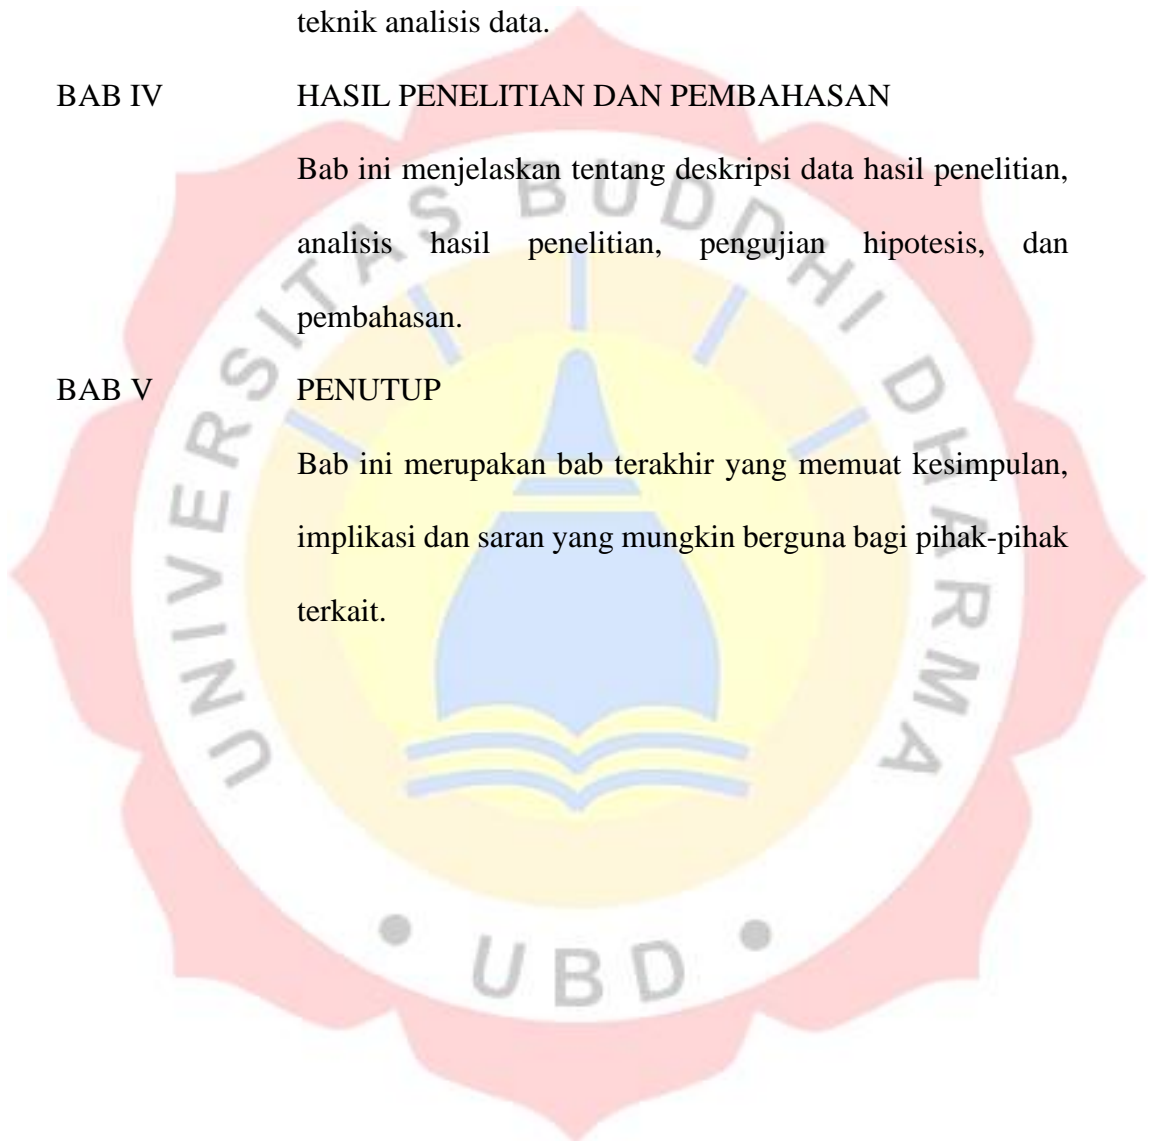 teknik analisis data.
BAB IV HASIL PENELITIAN DAN PEMBAHASAN
Bab ini menjelaskan tentang deskripsi data hasil penelitian,
analisis hasil penelitian, pengujian hipotesis, dan
pembahasan.
BAB V PENUTUP
Bab ini merupakan bab terakhir yang memuat kesimpulan,
implikasi dan saran yang mungkin berguna bagi pihak-pihak
terkait.
UNIVERSITAS BUDDHI DHARMA
• UBD •